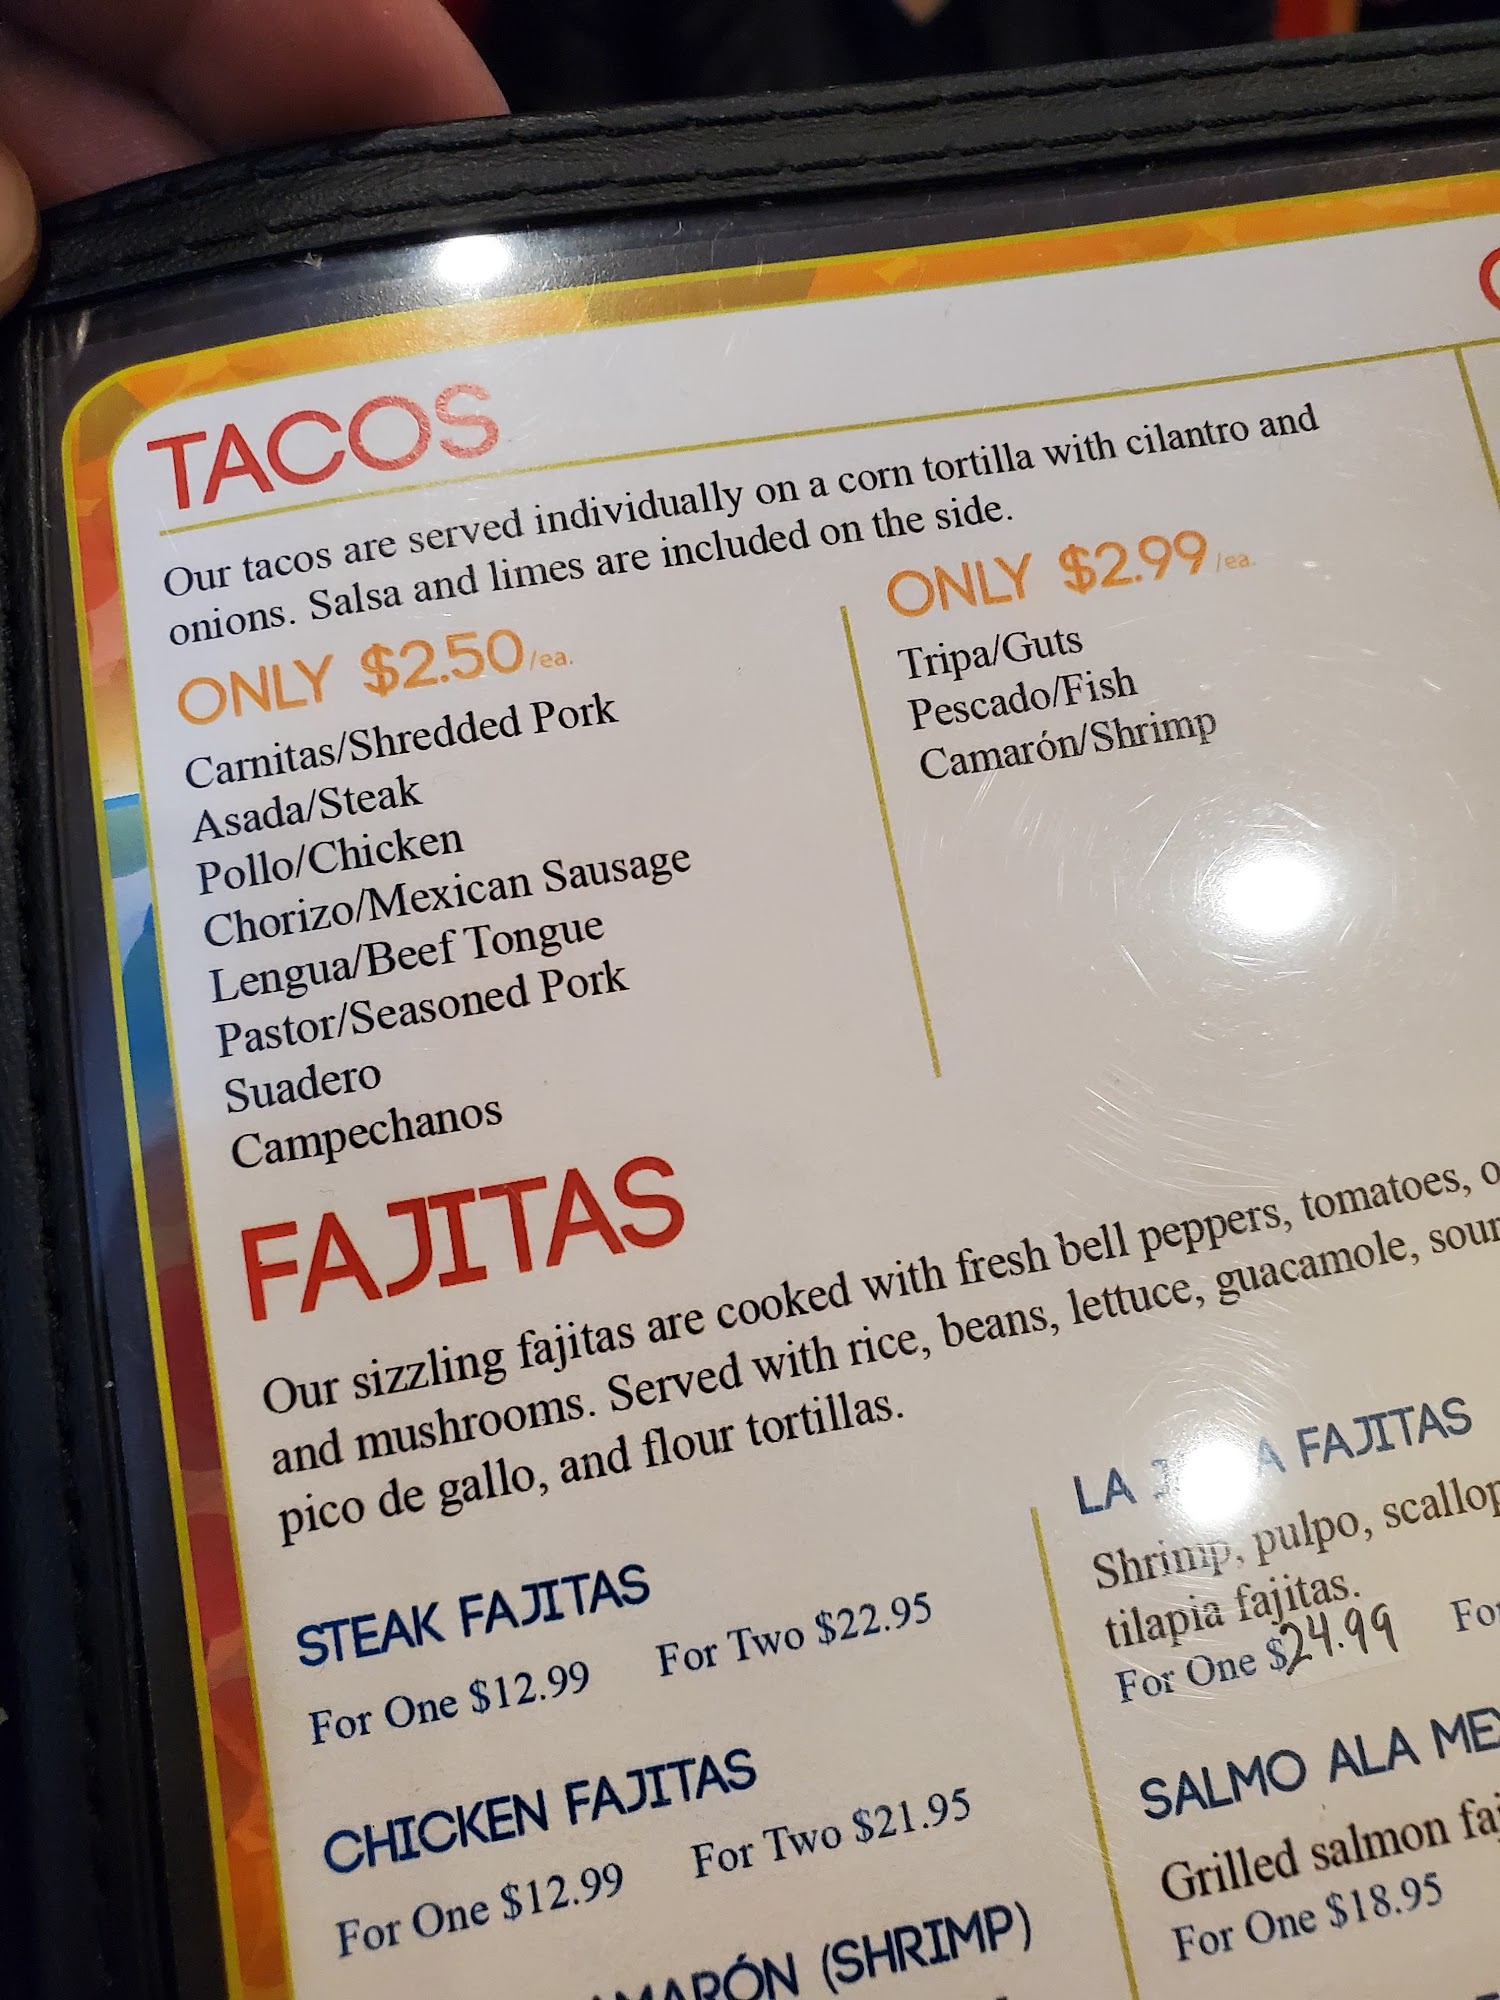 TACOS
Our tacos are served individually on a corn tortilla with cilantro and
onions. Salsa and limes are included on the side.
ONLY $2.50/ea.
Carnitas/Shredded Pork
Asada/Steak
Pollo/Chicken
Chorizo/Mexican Sausage
Lengua/Beef Tongue
Pastor/Seasoned Pork
Suadero
Campechanos
ONLY $2.99/ea.
Tripa/Guts
Pescado/Fish
Camarón/Shrimp
FAJITAS
Our sizzling fajitas are cooked with fresh bell peppers, tomatoes,
and mushrooms. Served with rice, beans, lettuce, guacamole, sour
pico de gallo, and flour tortillas.
STEAK FAJITAS
For One $12.99 For Two $22.95
CHICKEN FAJITAS
For One $12.99 For Two $21.95
(SHRIMP)
LA FAJITAS
Shrimp, pulpo,
tilapia fajitas.
For One $24.99
SALMO ALA
Grilled salmon
For One $18.95